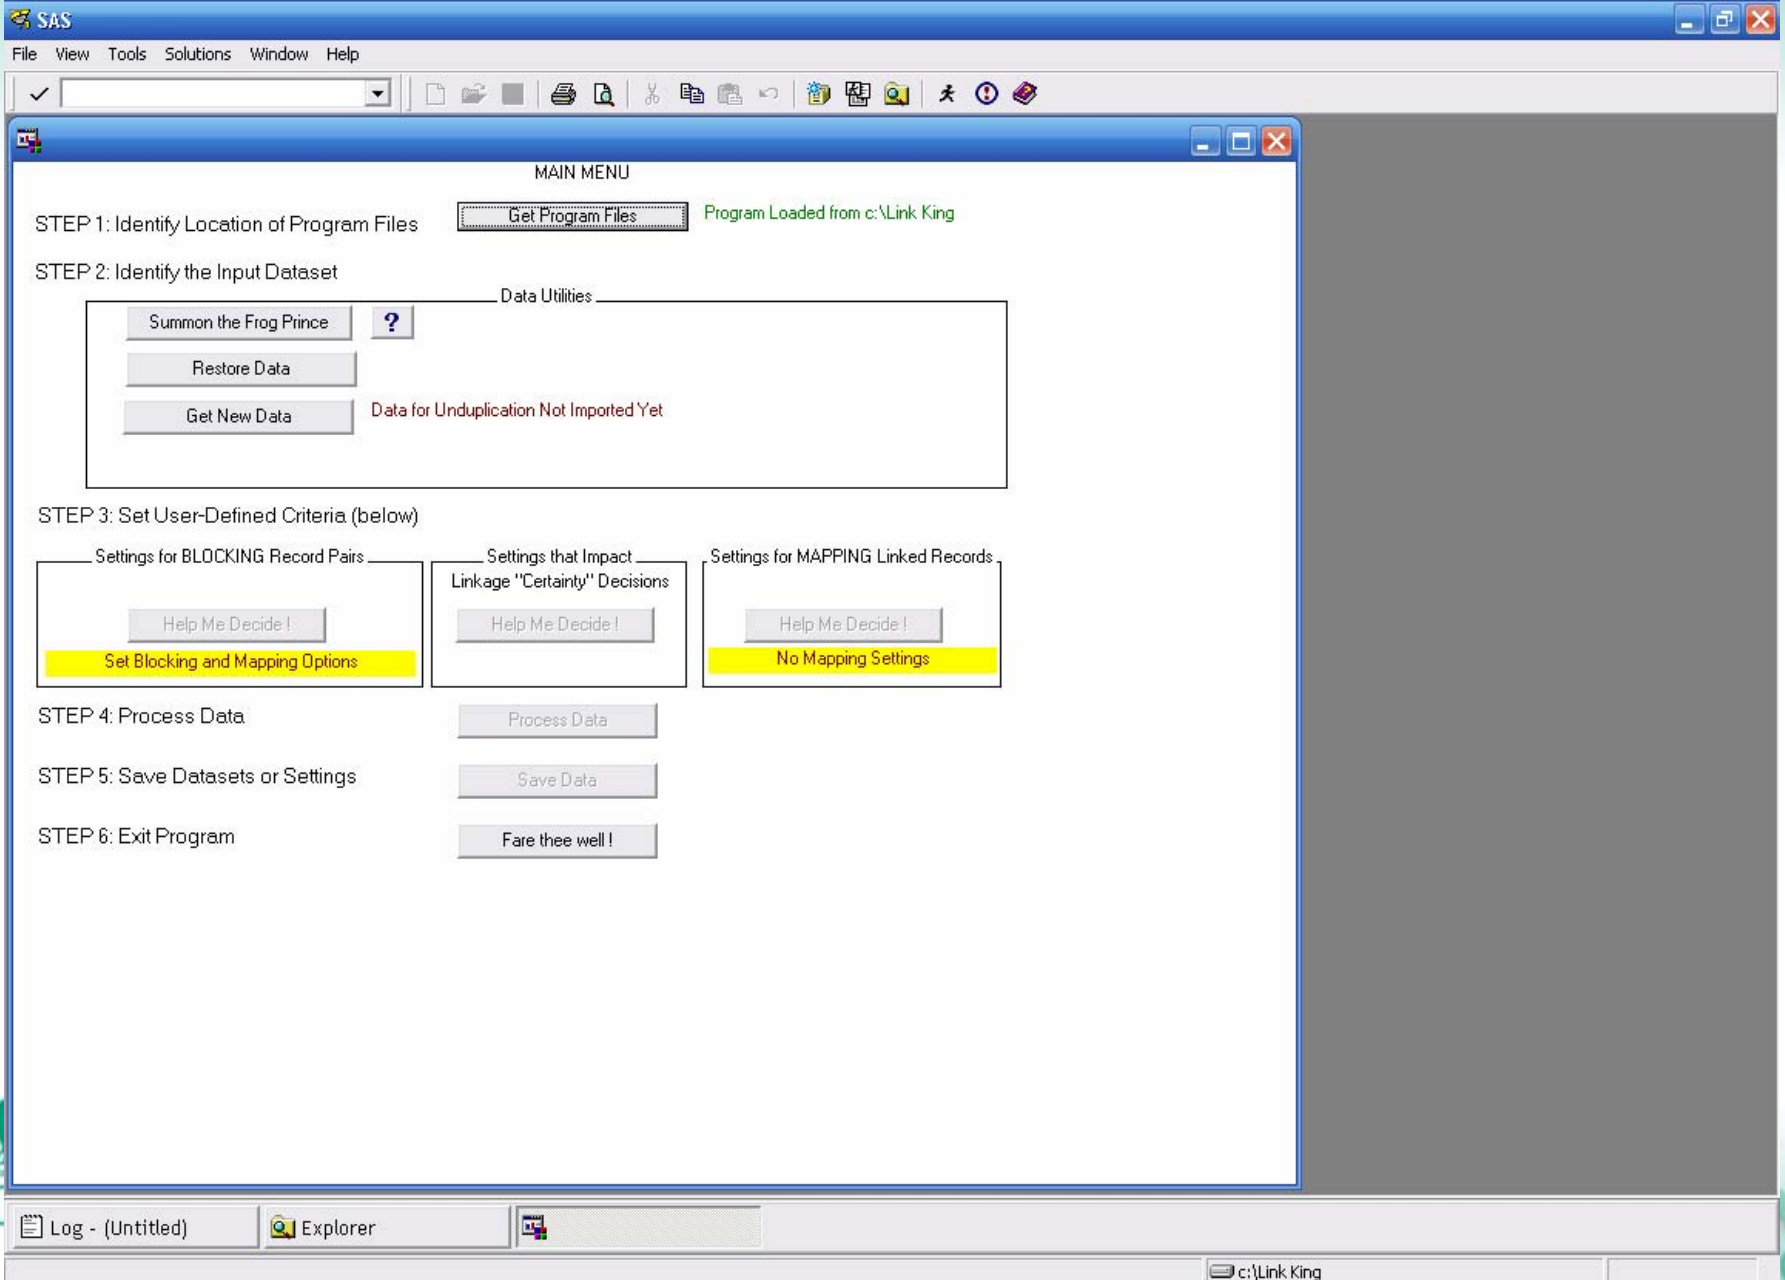 SAS
File View Tools Solutions Window Help
MAIN MENU
STEP 1: Identify Location of Program Files Get Program Files Program Loaded from c:\Link King
STEP 2: Identify the Input Dataset
Data Utilities
Summon the Frog Prince ?
Restore Data
Get New Data Data for Unduplication Not Imported Yet
STEP 3: Set User-Defined Criteria (below)
Settings for BLOCKING Record Pairs Settings that Impact Settings for MAPPING Linked Records
Linkage "Certainty" Decisions
Help Me Decide ! Help Me Decide ! Help Me Decide !
Set Blocking and Mapping Options No Mapping Settings
STEP 4: Process Data Process Data
STEP 5: Save Datasets or Settings Save Data
STEP 6: Exit Program Fare thee well !
Log - (Untitled) Explorer
c:\Link King